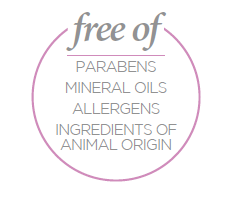 free of
PARABENS
MINERAL OILS
ALLERGENS
INGREDIENTS OF
ANIMAL ORIGIN